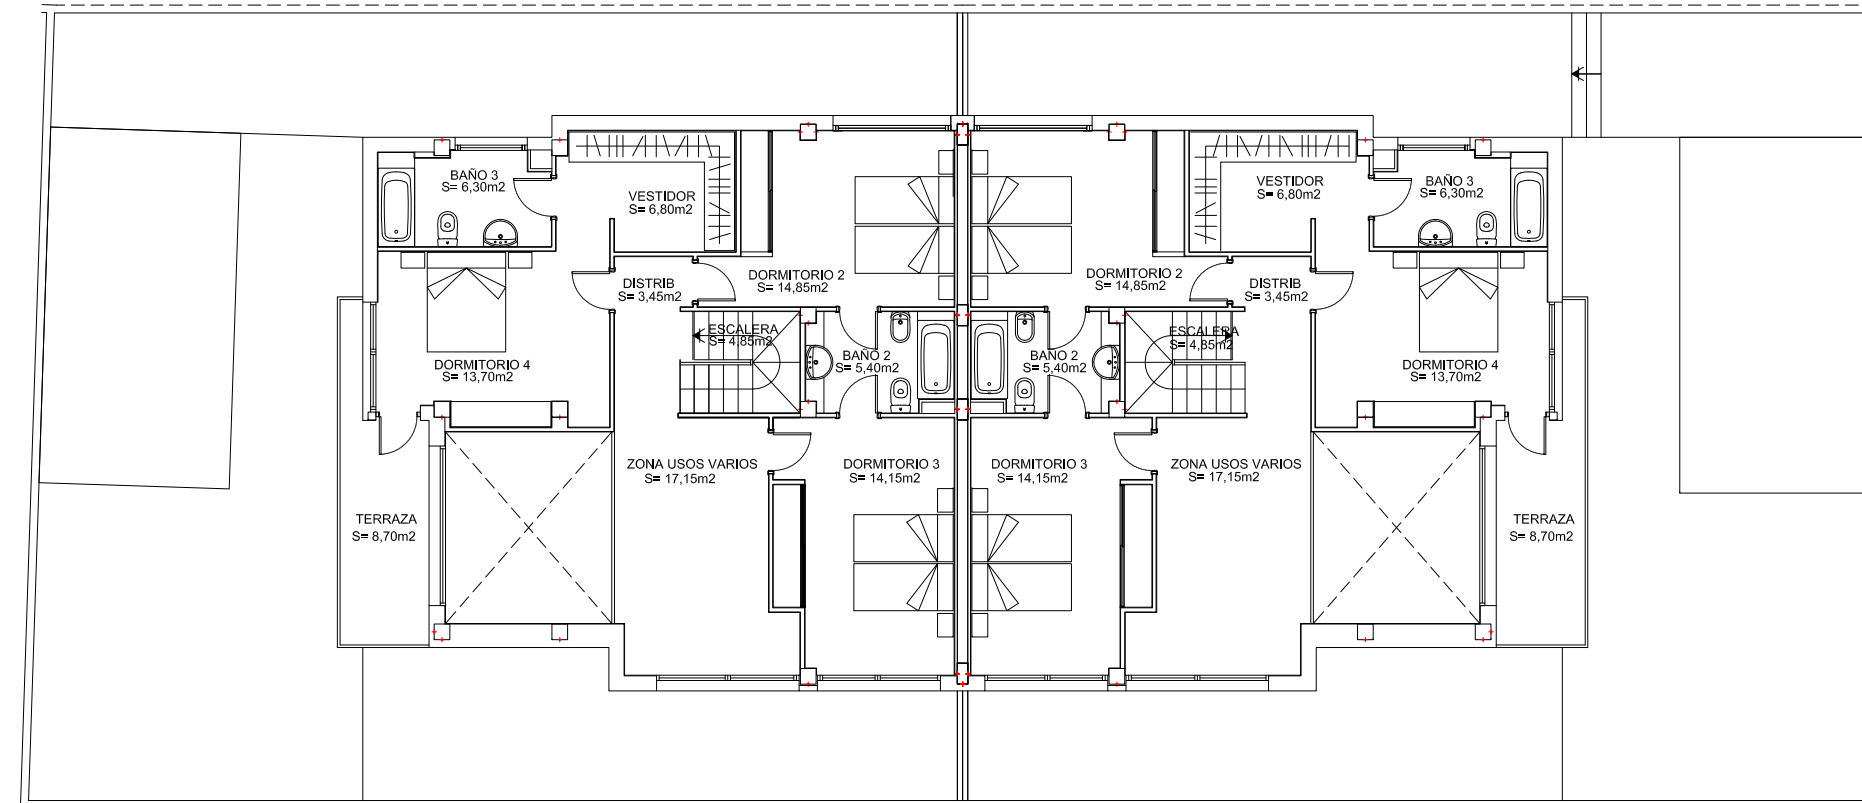 BAÑO 3
S= 6,30m2
VESTIDOR
S= 6,80m2
DISTRIB
S= 3,45m2
DORMITORIO 2
S= 14,85m2
ESCALERA
S= 4,85m2
BAÑO 2
S= 5,40m2
DORMITORIO 4
S= 13,70m2
ZONA USOS VARIOS
S= 17,15m2
DORMITORIO 3
S= 14,15m2
TERRAZA
S= 8,70m2
VESTIDOR
S= 6,80m2
BAÑO 3
S= 6,30m2
DORMITORIO 2
S= 14,85m2
DISTRIB
S= 3,45m2
ESCALERA
S= 4,85m2
BAÑO 2
S= 5,40m2
DORMITORIO 4
S= 13,70m2
DORMITORIO 3
S= 14,15m2
ZONA USOS VARIOS
S= 17,15m2
TERRAZA
S= 8,70m2